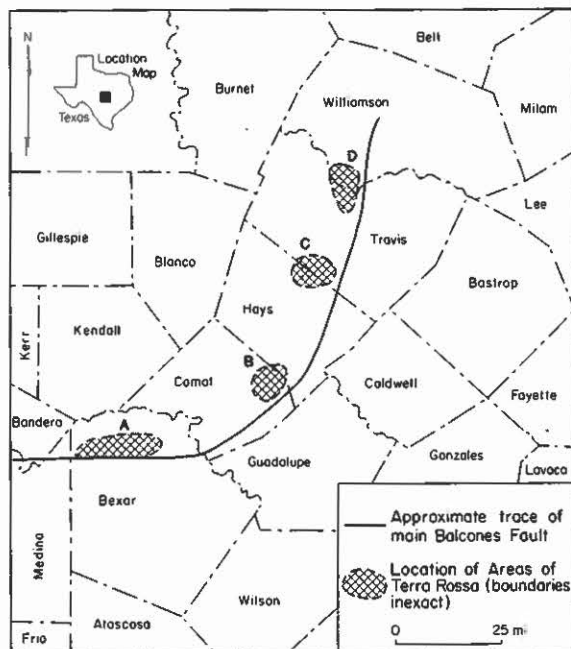 N
Location
Map
Texas
Burnet
Belt
Williamson
Milam
D
Lee
Gillespie
Blanco
C
Travis
Bastrop
Kerr
Kendall
Hays
B
Comal
Caldwell
Fayette
Bandera
A
Guadalupe
Gonzales
Lavaca
Bexar
Medina
Wilson
Atascosa
Frio
Approximate trace of
main Balcones Fault
Location of Areas of
Terra Rossa (boundaries
inexact)
0 25 mi